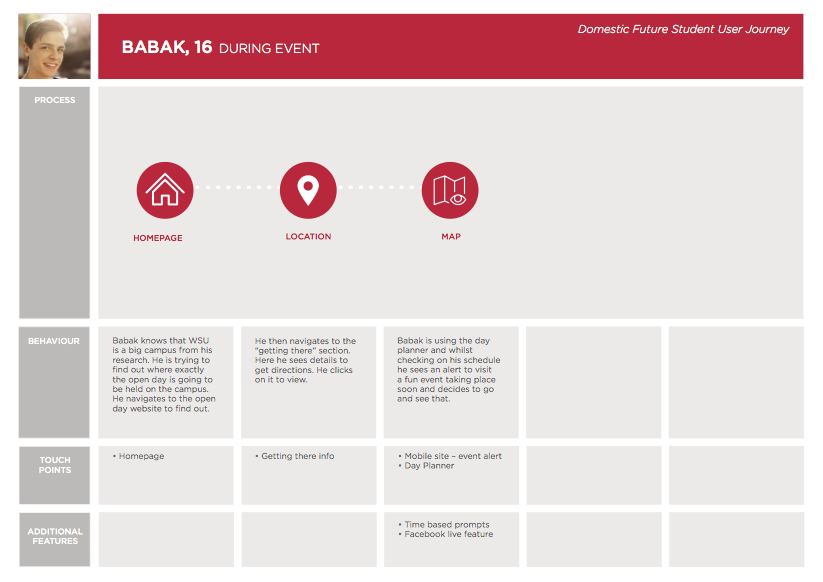 BABAK, 16 DURING EVENT
Domestic Future Student User Journey
PROCESS
HOMEPAGE
LOCATION
MAP
BEHAVIOUR
Babak knows that WSU
is a big campus from his
research. He is trying to
find out where exactly
the open day is going to
be held on the campus.
He navigates to the open
day website to find out.
He then navigates to the
"getting there" section.
Here he sees details to
get directions. He clicks
on it to view.
Babak is using the day
planner and whilst
checking on his schedule
he sees an alert to visit
a fun event taking place
soon and decides to go
and see that.
TOUCH
POINTS
• Homepage
• Getting there info
• Mobile site – event alert
• Day Planner
ADDITIONAL
FEATURES
• Time based prompts
• Facebook live feature